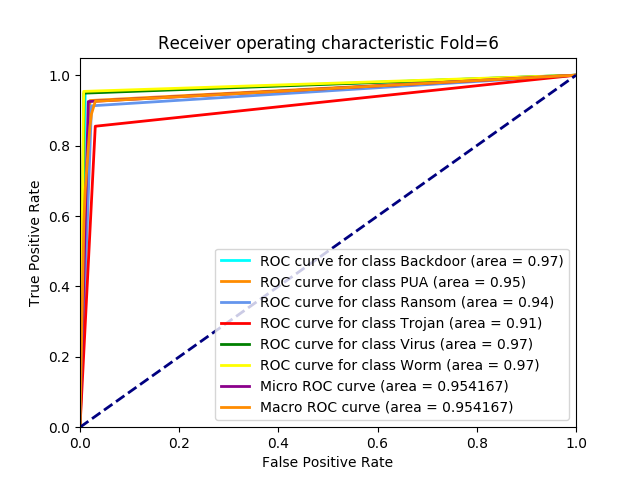 Receiver operating characteristic Fold=6
1.0
0.8
0.6
0.4
0.2
0.0
True Positive Rate
ROC curve for class Backdoor (area = 0.97)
ROC curve for class PUA (area = 0.95)
ROC curve for class Ransom (area = 0.94)
ROC curve for class Trojan (area = 0.91)
ROC curve for class Virus (area = 0.97)
ROC curve for class Worm (area = 0.97)
Micro ROC curve (area = 0.954167)
Macro ROC curve (area = 0.954167)
0.0 0.2 0.4 0.6 0.8 1.0
False Positive Rate